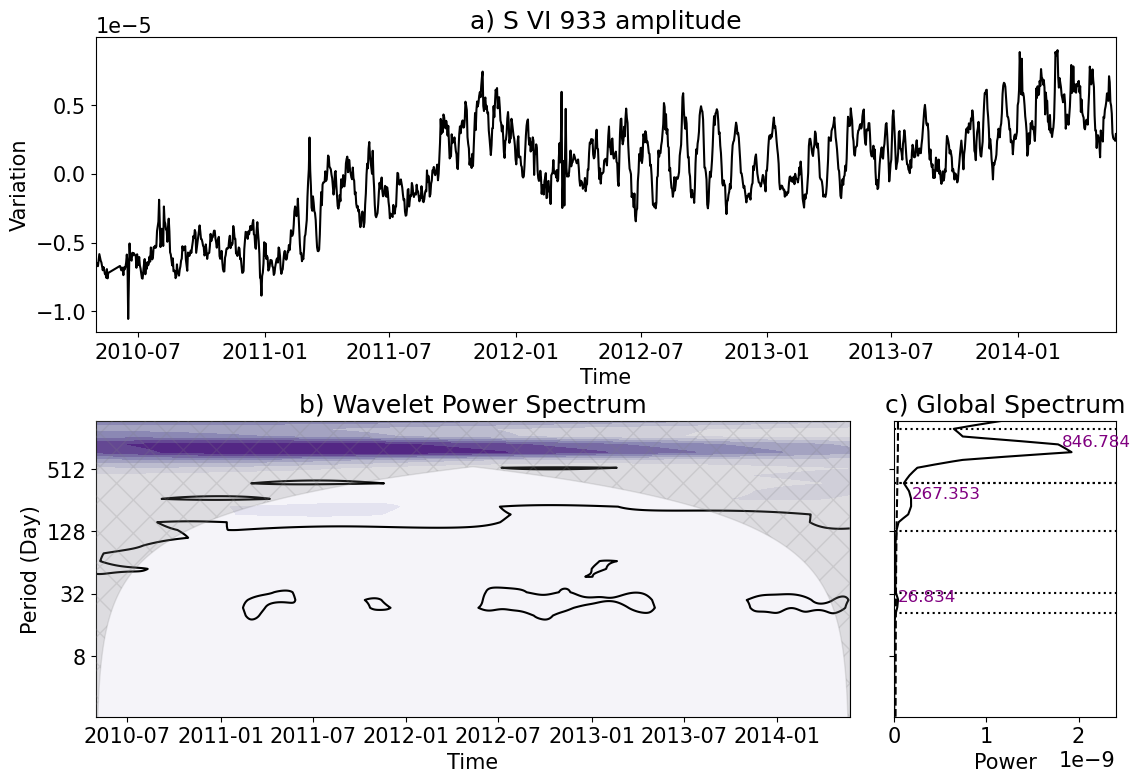 a) S VI 933 amplitude
1e−5
Variation
0.5
0.0
−0.5
−1.0
2010-07 2011-01 2011-07 2012-01 2012-07 2013-01 2013-07 2014-01
Time
b) Wavelet Power Spectrum
Period (Day)
512
128
32
8
2010-07 2011-01 2011-07 2012-01 2012-07 2013-01 2013-07 2014-01
Time
c) Global Spectrum
846.784
267.353
26.834
0 1 2
Power 1e−9